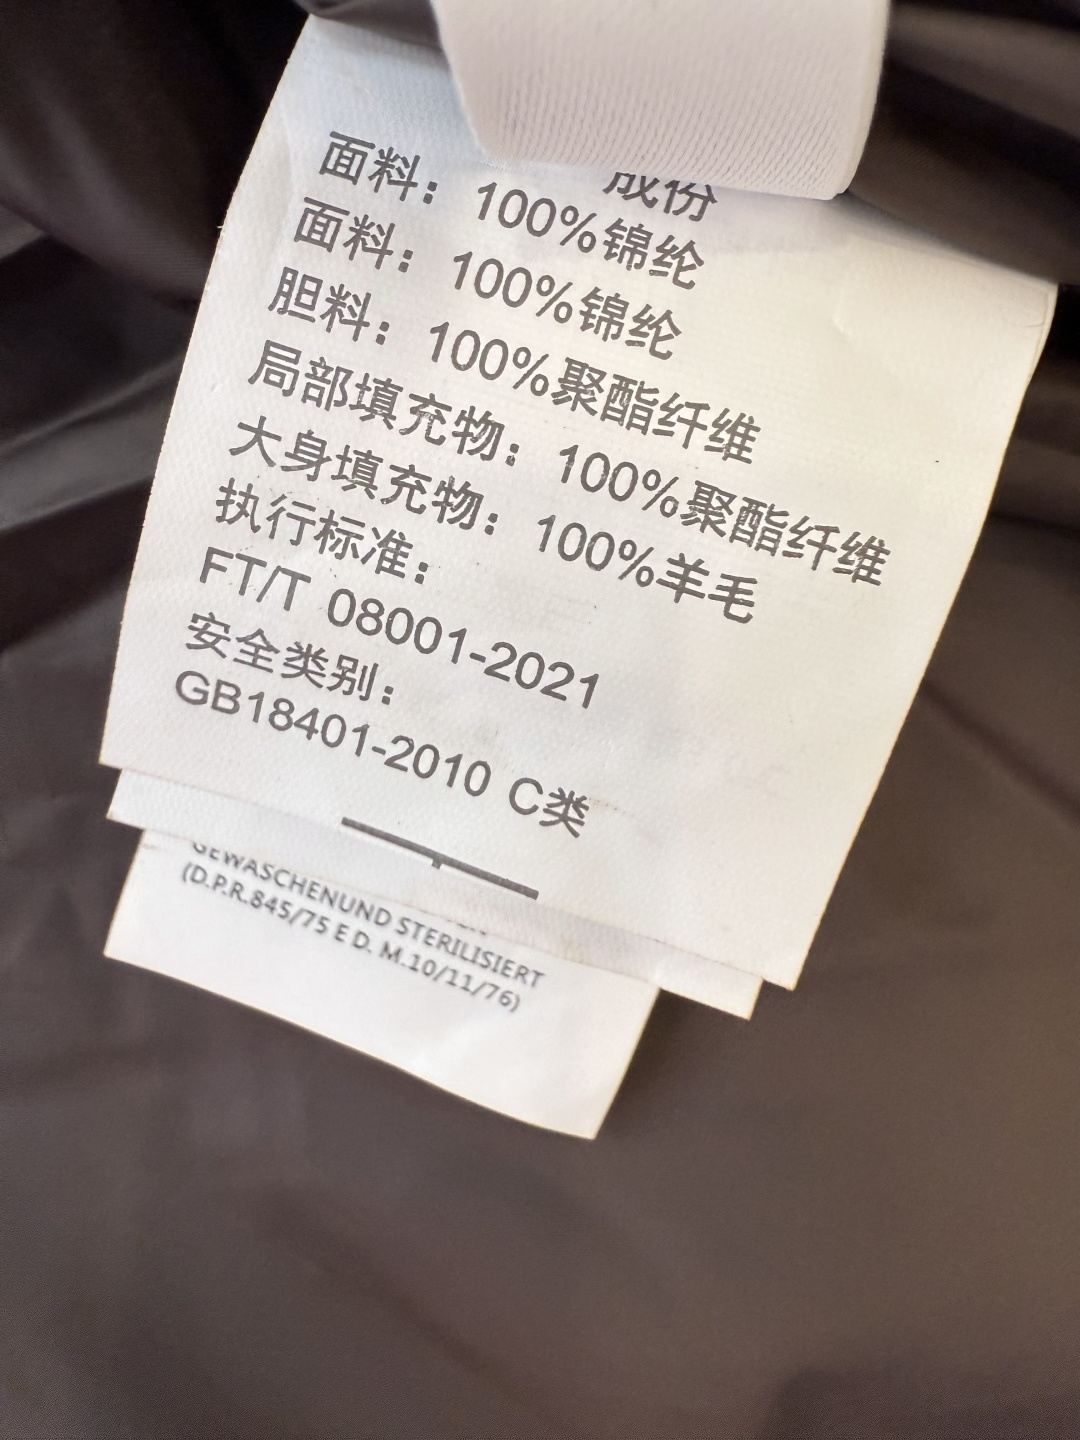 成份
面料：100%锦纶
面料：100%锦纶
胆料：100%聚酯纤维
局部填充物：100%聚酯纤维
大身填充物：100%羊毛
执行标准：
FT/T 08001-2021
安全类别：
GB18401-2010 C类
GEWASCHENUND STERILISIERT
(D.P.R.845/75 E D. M.10/11/76)